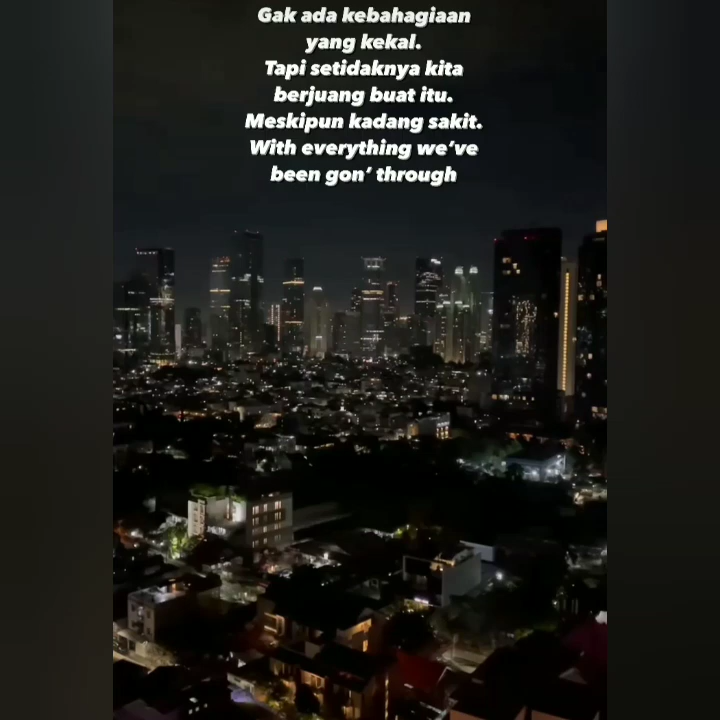 Gak ada kebahagiaan
yang kekal.
Tapi setidaknya kita
berjuang buat itu.
Meskipun kadang sakit.
With everything we've
been gon' through